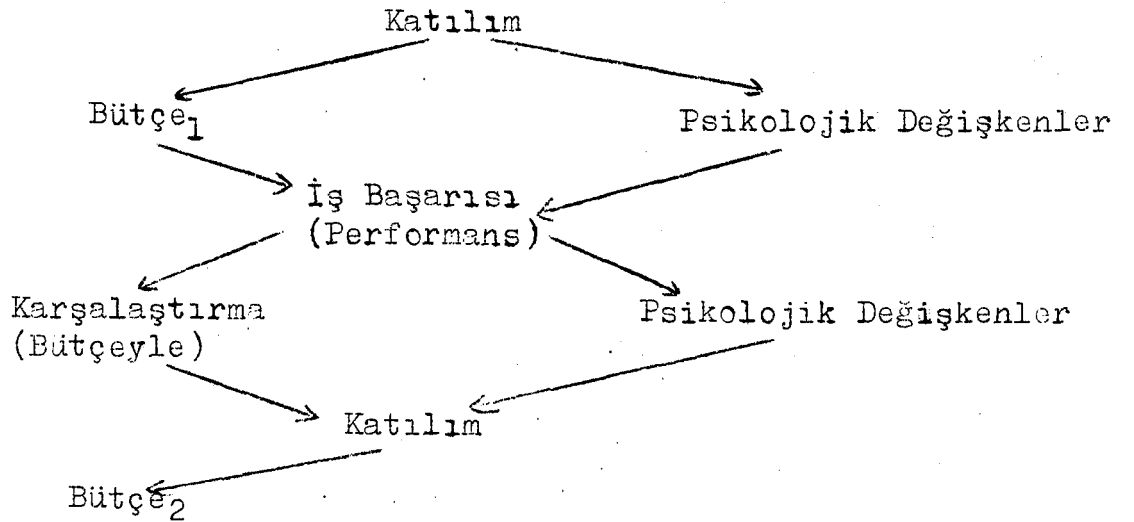 Katılım
Bütçe1
Psikolojik Değişkenler
İş Başarısı
(Performans)
Karşalaştırma
(Bütçeyle)
Psikolojik Değişkenler
Katılım
Bütçe2